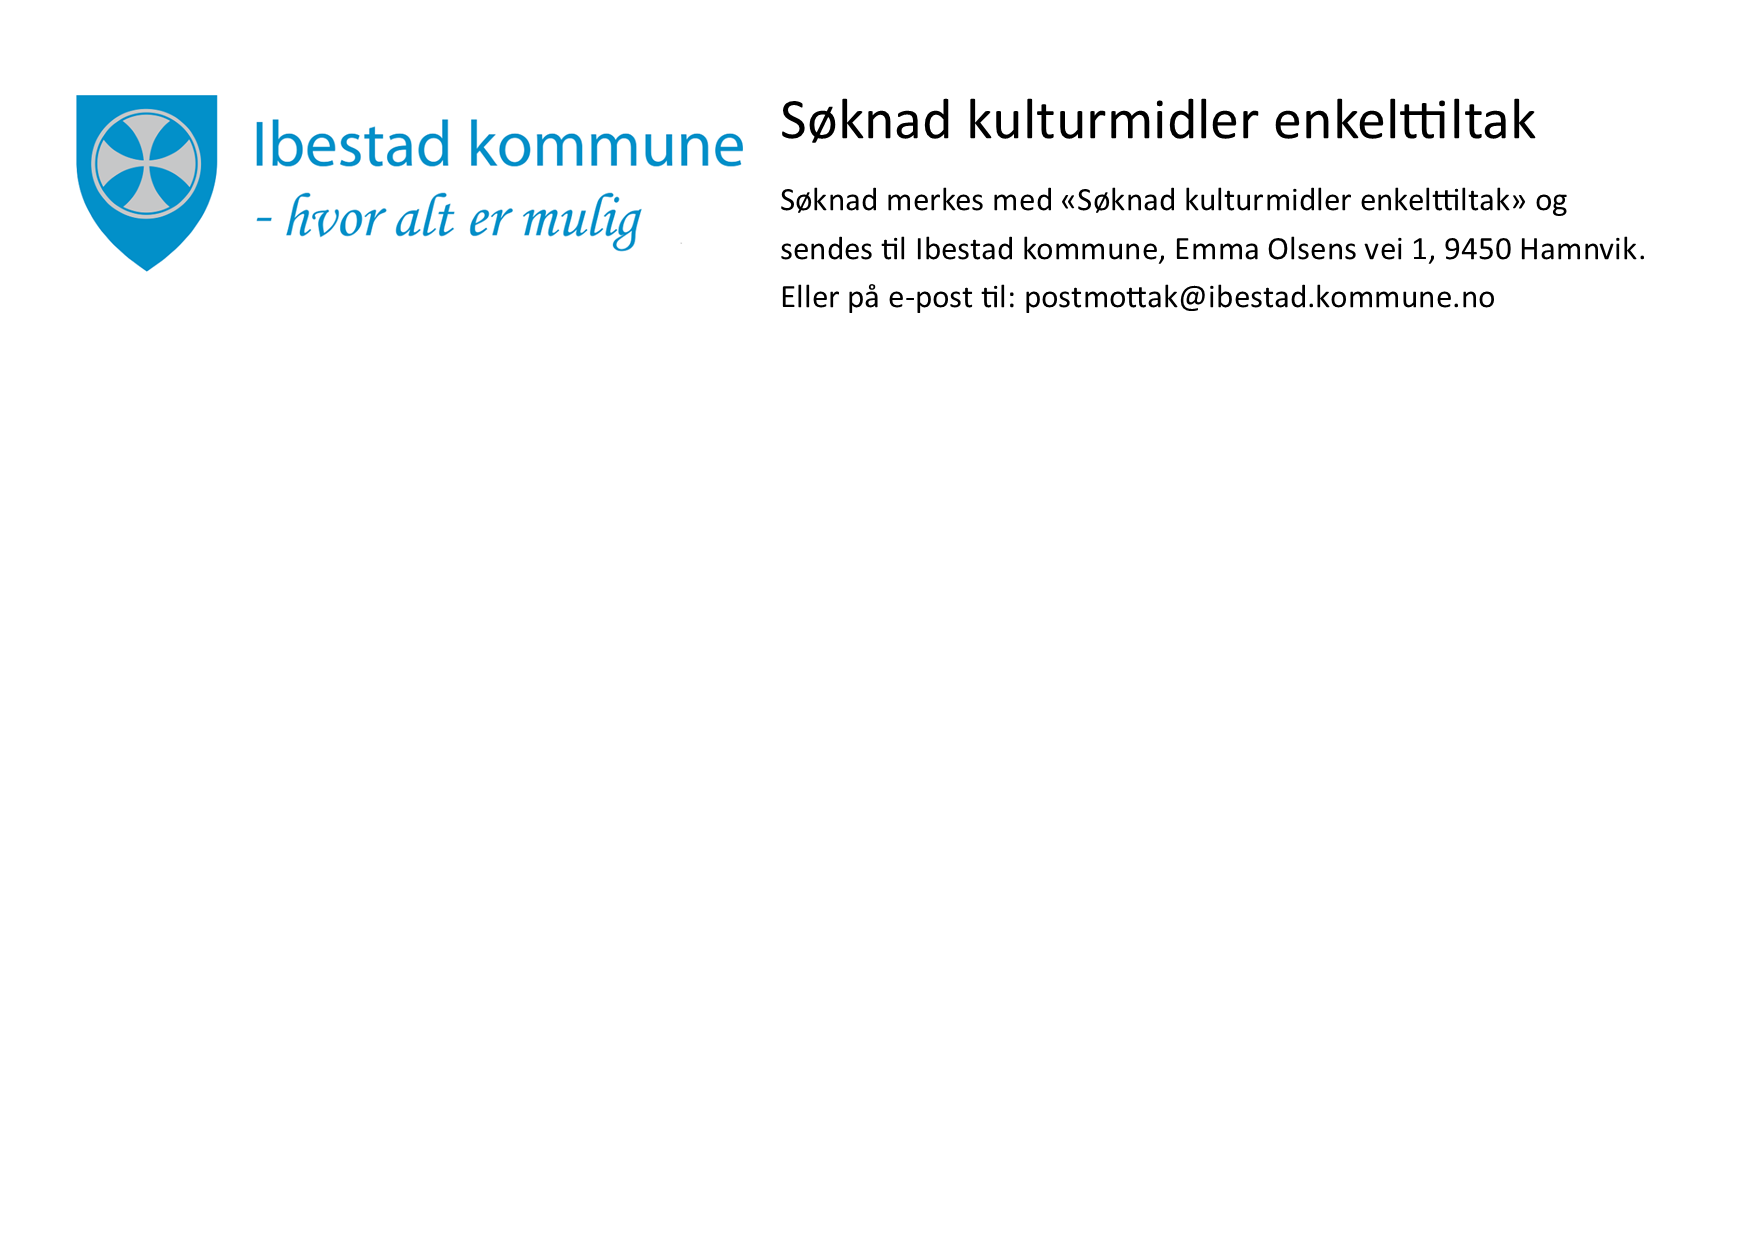 Ibestad kommune
- hvor alt er mulig
Søknad kulturmidler enkelttiltak
Søknad merkes med «Søknad kulturmidler enkelttiltak» og
sendes til Ibestad kommune, Emma Olsens vei 1, 9450 Hamnvik.
Eller på e-post til: postmottak@ibestad.kommune.no